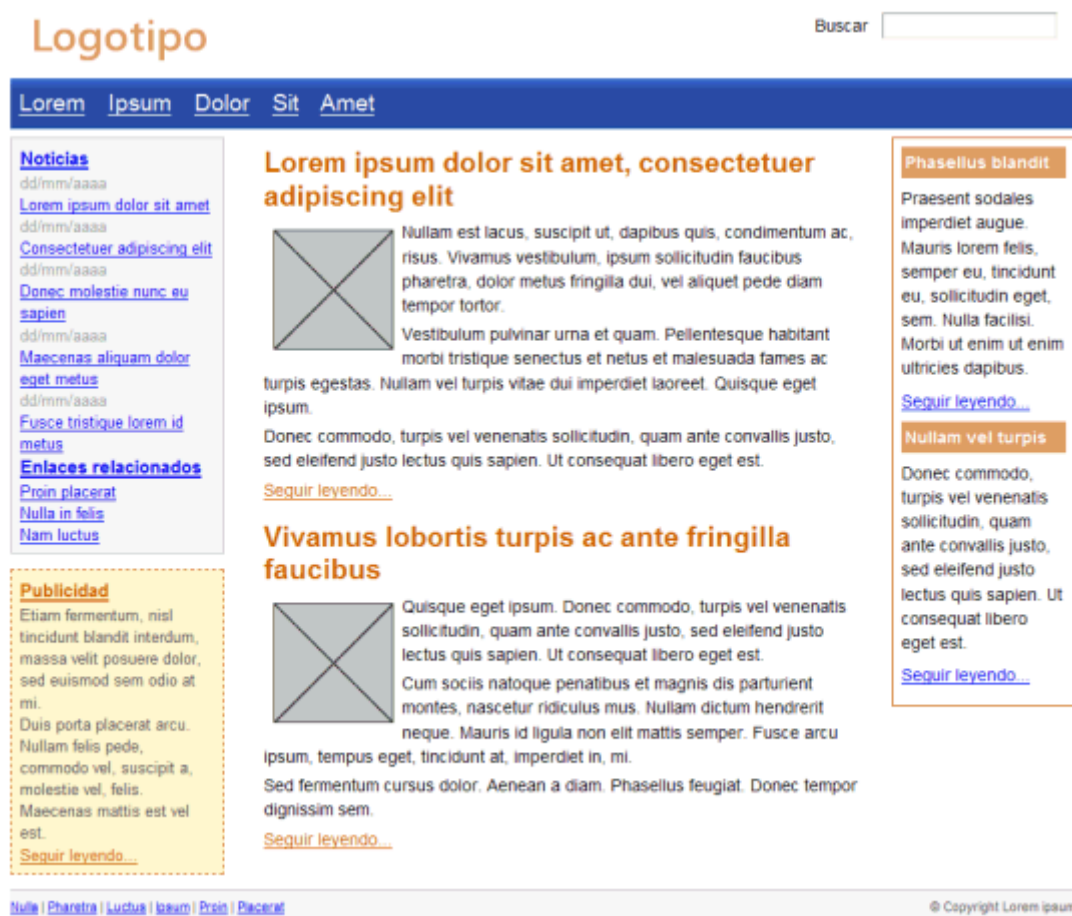 Logotipo
Buscar
Lorem Ipsum Dolor Sit Amet
Noticias
dd/mm/aaaa
Lorem ipsum dolor sit amet
dd/mm/aaaa
Consectetuer adipiscing elit
dd/mm/aaaa
Donec molestie nunc eu
sapien
dd/mm/aaaa
Maecenas aliquam dolor
eget metus
dd/mm/aaaa
Fusce tristique lorem id
metus
Enlaces relacionados
Proin placerat
Nulla in felis
Nam luctus
Publicidad
Etiam fermentum, nisl
tincidunt blandit interdum,
massa velit posuere dolor,
sed euismod sem odio at
mi.
Duis porta placerat arcu.
Nullam felis pede,
commodo vel, suscipit a,
molestie vel, felis.
Maecenas mattis est vel
est.
Seguir leyendo...
Lorem ipsum dolor sit amet, consectetuer
adipiscing elit
Nullam est lacus, suscipit ut, dapibus quis, condimentum ac,
risus. Vivamus vestibulum, ipsum sollicitudin faucibus
pharetra, dolor metus fringilla dui, vel aliquet pede diam
tempor tortor.
Vestibulum pulvinar urna et quam. Pellentesque habitant
morbi tristique senectus et netus et malesuada fames ac
turpis egestas. Nullam vel turpis vitae dui imperdiet laoreet. Quisque eget
ipsum.
Donec commodo, turpis vel venenatis sollicitudin, quam ante convallis justo,
sed eleifend justo lectus quis sapien. Ut consequat libero eget est.
Seguir leyendo...
Vivamus lobortis turpis ac ante fringilla
faucibus
Quisque eget ipsum. Donec commodo, turpis vel venenatis
sollicitudin, quam ante convallis justo, sed eleifend justo
lectus quis sapien. Ut consequat libero eget est.
Cum sociis natoque penatibus et magnis dis parturient
montes, nascetur ridiculus mus. Nullam dictum hendrerit
neque. Mauris id ligula non elit mattis semper. Fusce arcu
ipsum, tempus eget, tincidunt at, imperdiet in, mi.
Sed fermentum cursus dolor. Aenean a diam. Phasellus feugiat. Donec tempor
dignissim sem.
Seguir leyendo...
Phasellus blandit
Praesent sodales
imperdiet augue.
Mauris lorem felis,
semper eu, tincidunt
eu, sollicitudin eget,
sem. Nulla facilisi.
Morbi ut enim ut enim
ultricies dapibus.
Seguir leyendo...
Nullam vel turpis
Donec commodo,
turpis vel venenatis
sollicitudin, quam
ante convallis justo,
sed eleifend justo
lectus quis sapien. Ut
consequat libero
eget est.
Seguir leyendo...
Nulla | Pharetra | Luctus | Ipsum | Proin | Placerat
© Copyright Lorem ipsum